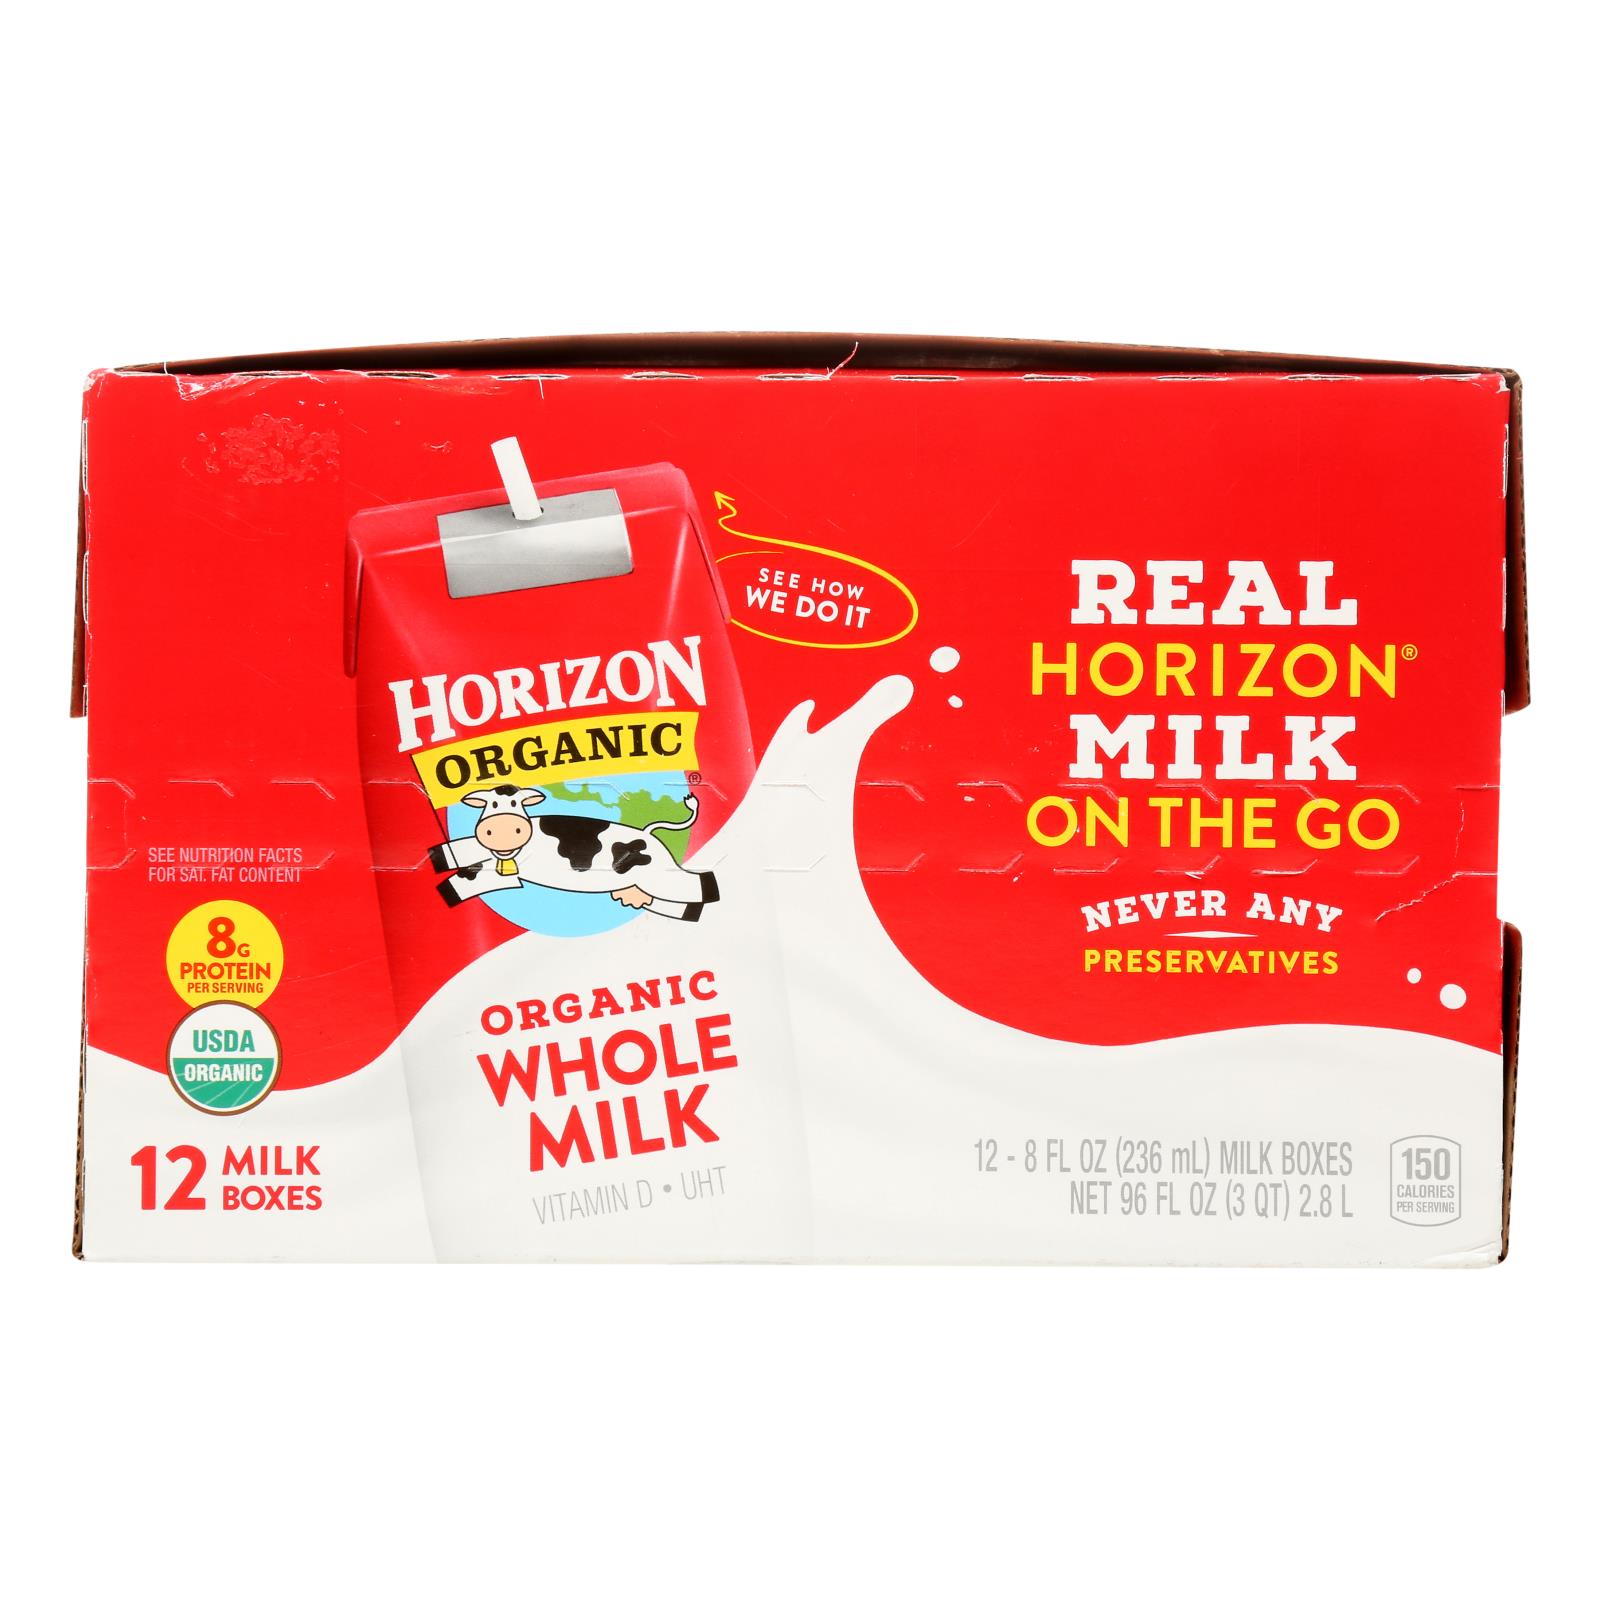 SEE HOW
WE DO IT
HORIZON
ORGANIC®
REAL
HORIZON®
MILK
ON THE GO
NEVER ANY
PRESERVATIVES
SEE NUTRITION FACTS
FOR SAT. FAT CONTENT
8G
PROTEIN
PER SERVING
USDA
ORGANIC
12 MILK
BOXES
ORGANIC
WHOLE
MILK
VITAMIN D • UHT
12 - 8 FL OZ (236 mL) MILK BOXES
NET 96 FL OZ (3 QT) 2.8 L
150
CALORIES
PER SERVING